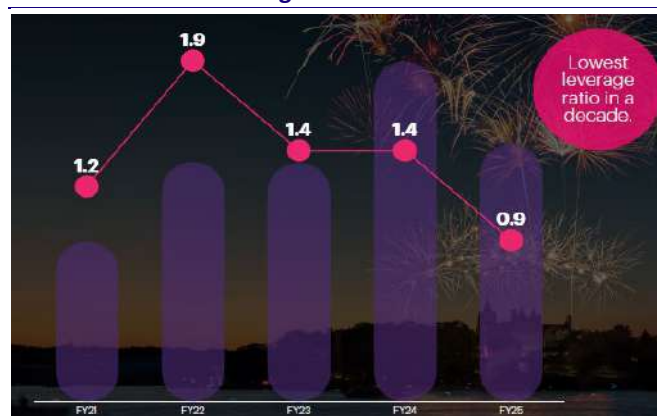 1.9
Lowest
leverage
ratio in a
decade.
1.4
1.4
1.2
0.9
FY21
FY22
FY23
FY24
FY25